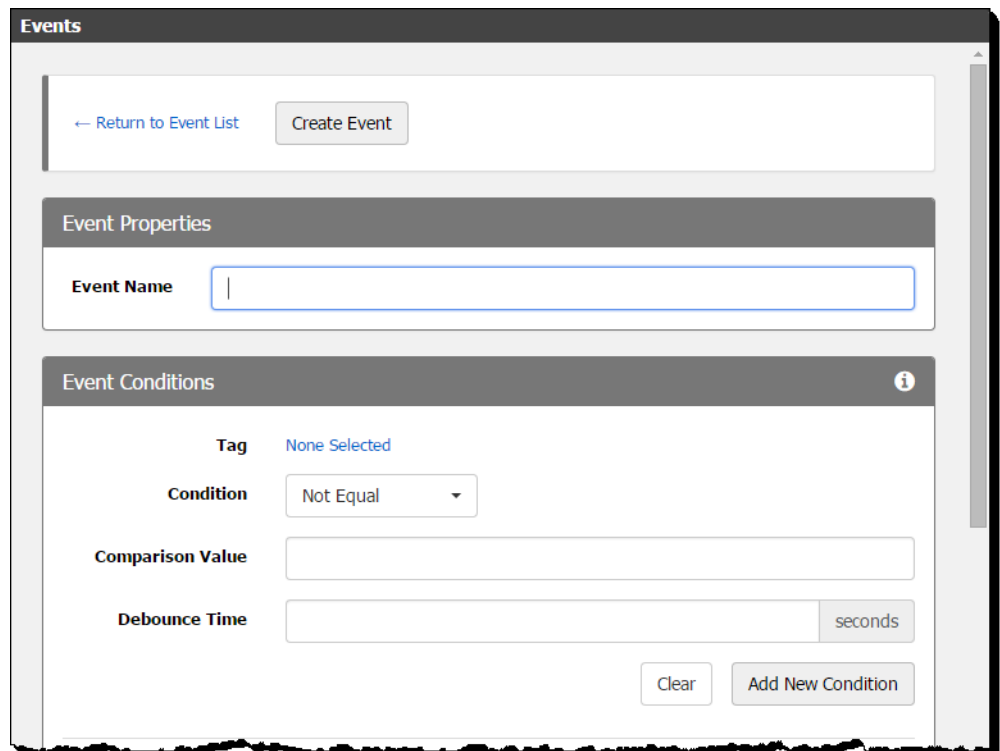 Events
← Return to Event List Create Event
Event Properties
Event Name
Event Conditions
Tag None Selected
Condition Not Equal
Comparison Value
Debounce Time seconds
Clear Add New Condition